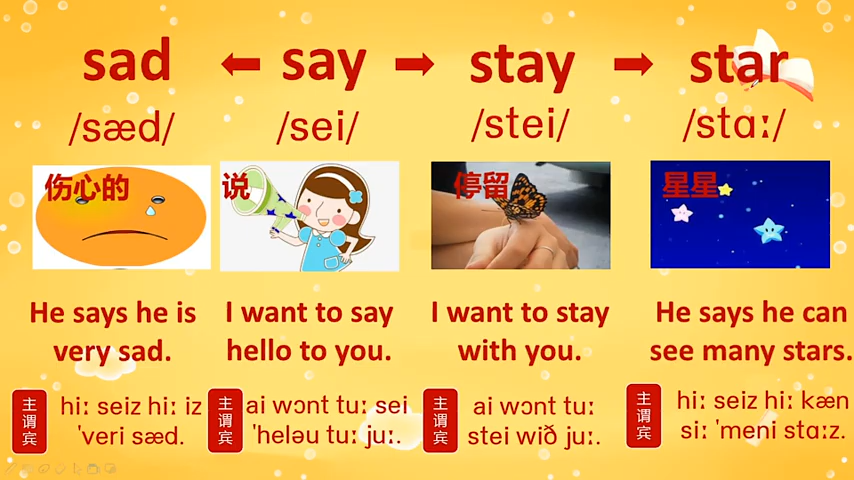 sad ← say → stay → star
/sæd/ /sei/ /stei/ /stɑː/
伤心的 说 停留 星星
He says he is
very sad.
I want to say
hello to you.
I want to stay
with you.
He says he can
see many stars.
主谓宾
hiː seiz hiː iz
ˈveri sæd.
主谓宾
ai wɔnt tuː sei
ˈheləu tuː juː.
主谓宾
ai wɔnt tuː
stei wið juː.
主谓宾
hiː seiz hiː kæn
siː ˈmeni stɑːz.